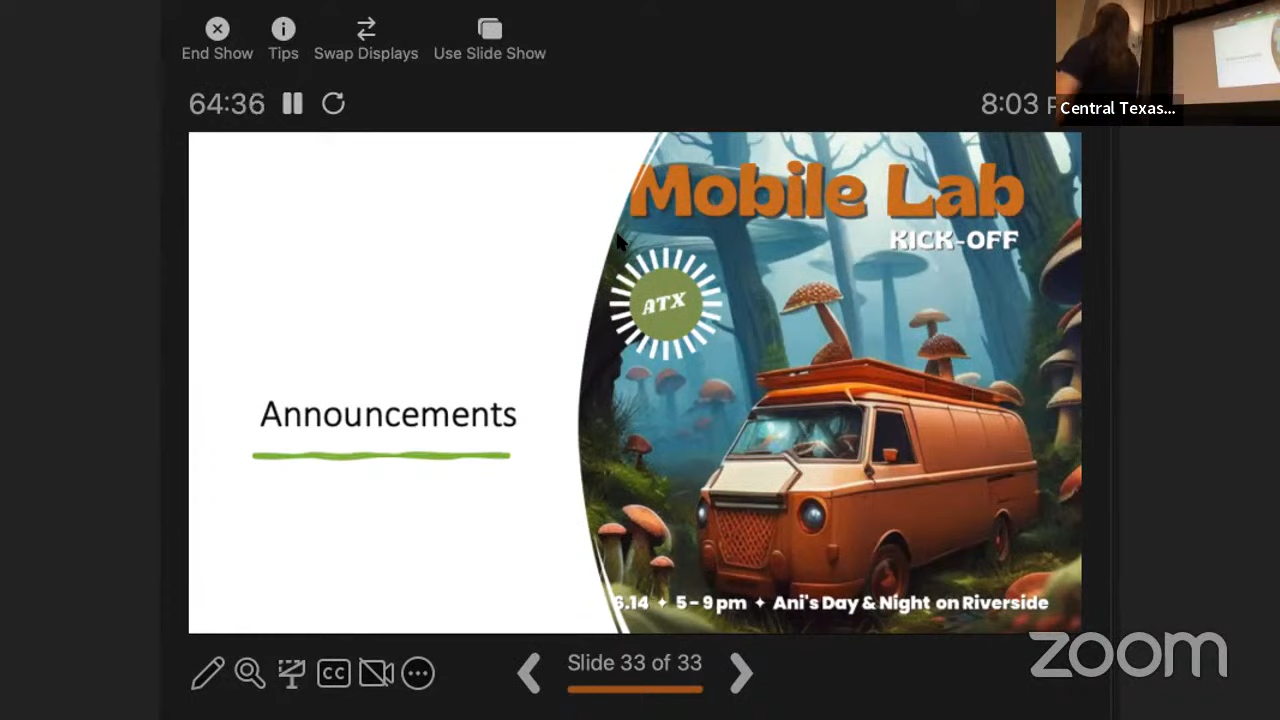 End Show Tips Swap Displays Use Slide Show
64:36
8:03 P
Central Texas...
Mobile Lab
KICK-OFF
ATX
Announcements
6.14 ✦ 5 – 9 pm ✦ Ani's Day & Night on Riverside
CC
Slide 33 of 33
zoom